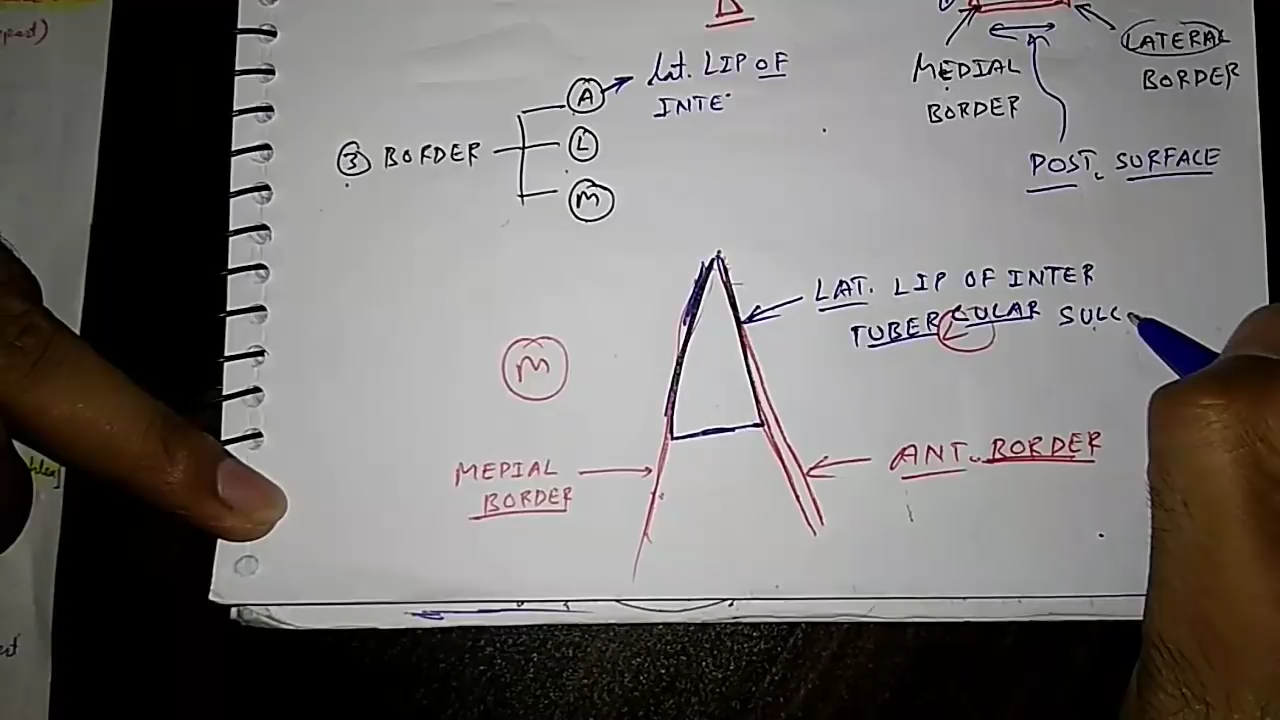 lat. LIP OF
INTE
A
L
M
③ BORDER
MEDIAL
BORDER
LATERAL
BORDER
POST. SURFACE
LAT. LIP OF INTER
TUBERCULAR SULC
M
MEPIAL
BORDER
ANT. BORDER